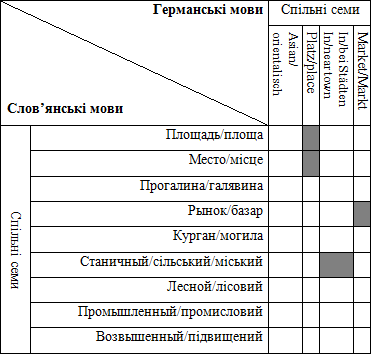 Германські мови
Спільні семи
Слов’янські мови
Asian/
orientalisch
Platz/place
In/near town
In/bei Städten
Market/Markt
Спільні семи
Площадь/площа
Место/місце
Прогалина/галявина
Рынок/базар
Курган/могила
Станичный/сільський/міський
Лесной/лісовий
Промышленный/промисловий
Возвышенный/підвищений